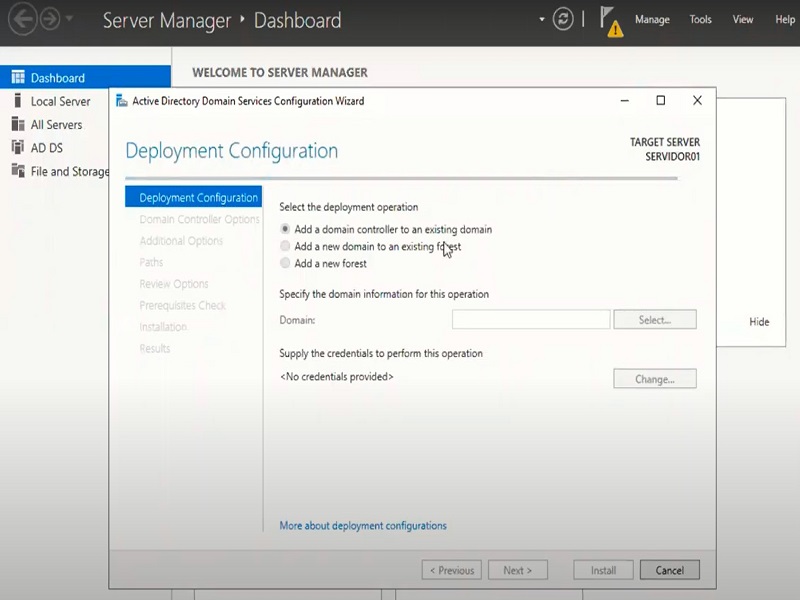 Server Manager ‣ Dashboard
Manage Tools View Help
WELCOME TO SERVER MANAGER
Dashboard
Local Server
All Servers
AD DS
File and Storage
Active Directory Domain Services Configuration Wizard
Deployment Configuration
TARGET SERVER
SERVIDOR01
Deployment Configuration
Domain Controller Options
Additional Options
Paths
Review Options
Prerequisites Check
Installation
Results
Select the deployment operation
Add a domain controller to an existing domain
Add a new domain to an existing forest
Add a new forest
Specify the domain information for this operation
Domain:
Select...
Supply the credentials to perform this operation
<No credentials provided>
Change...
More about deployment configurations
Hide
< Previous
Next >
Install
Cancel